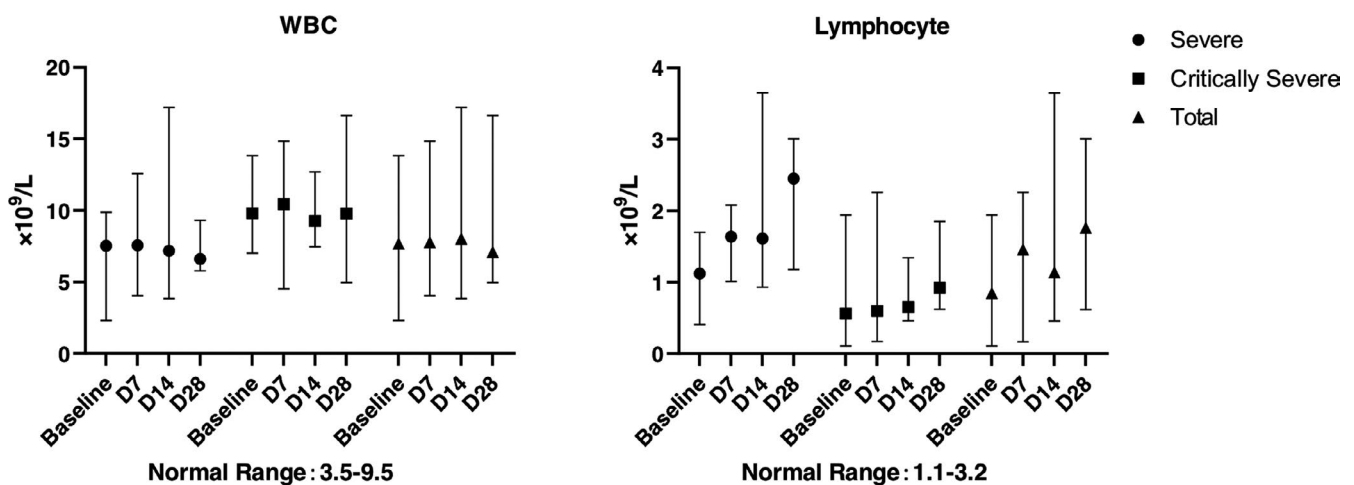 WBC
20
15
10
5
0
×10⁹/L
Baseline
D7
D14
D28
Baseline
D7
D14
D28
Baseline
D7
D14
D28
Normal Range: 3.5-9.5
Lymphocyte
4
3
2
1
0
×10⁹/L
Baseline
D7
D14
D28
Baseline
D7
D14
D28
Baseline
D7
D14
D28
Normal Range: 1.1-3.2
Severe
Critically Severe
Total